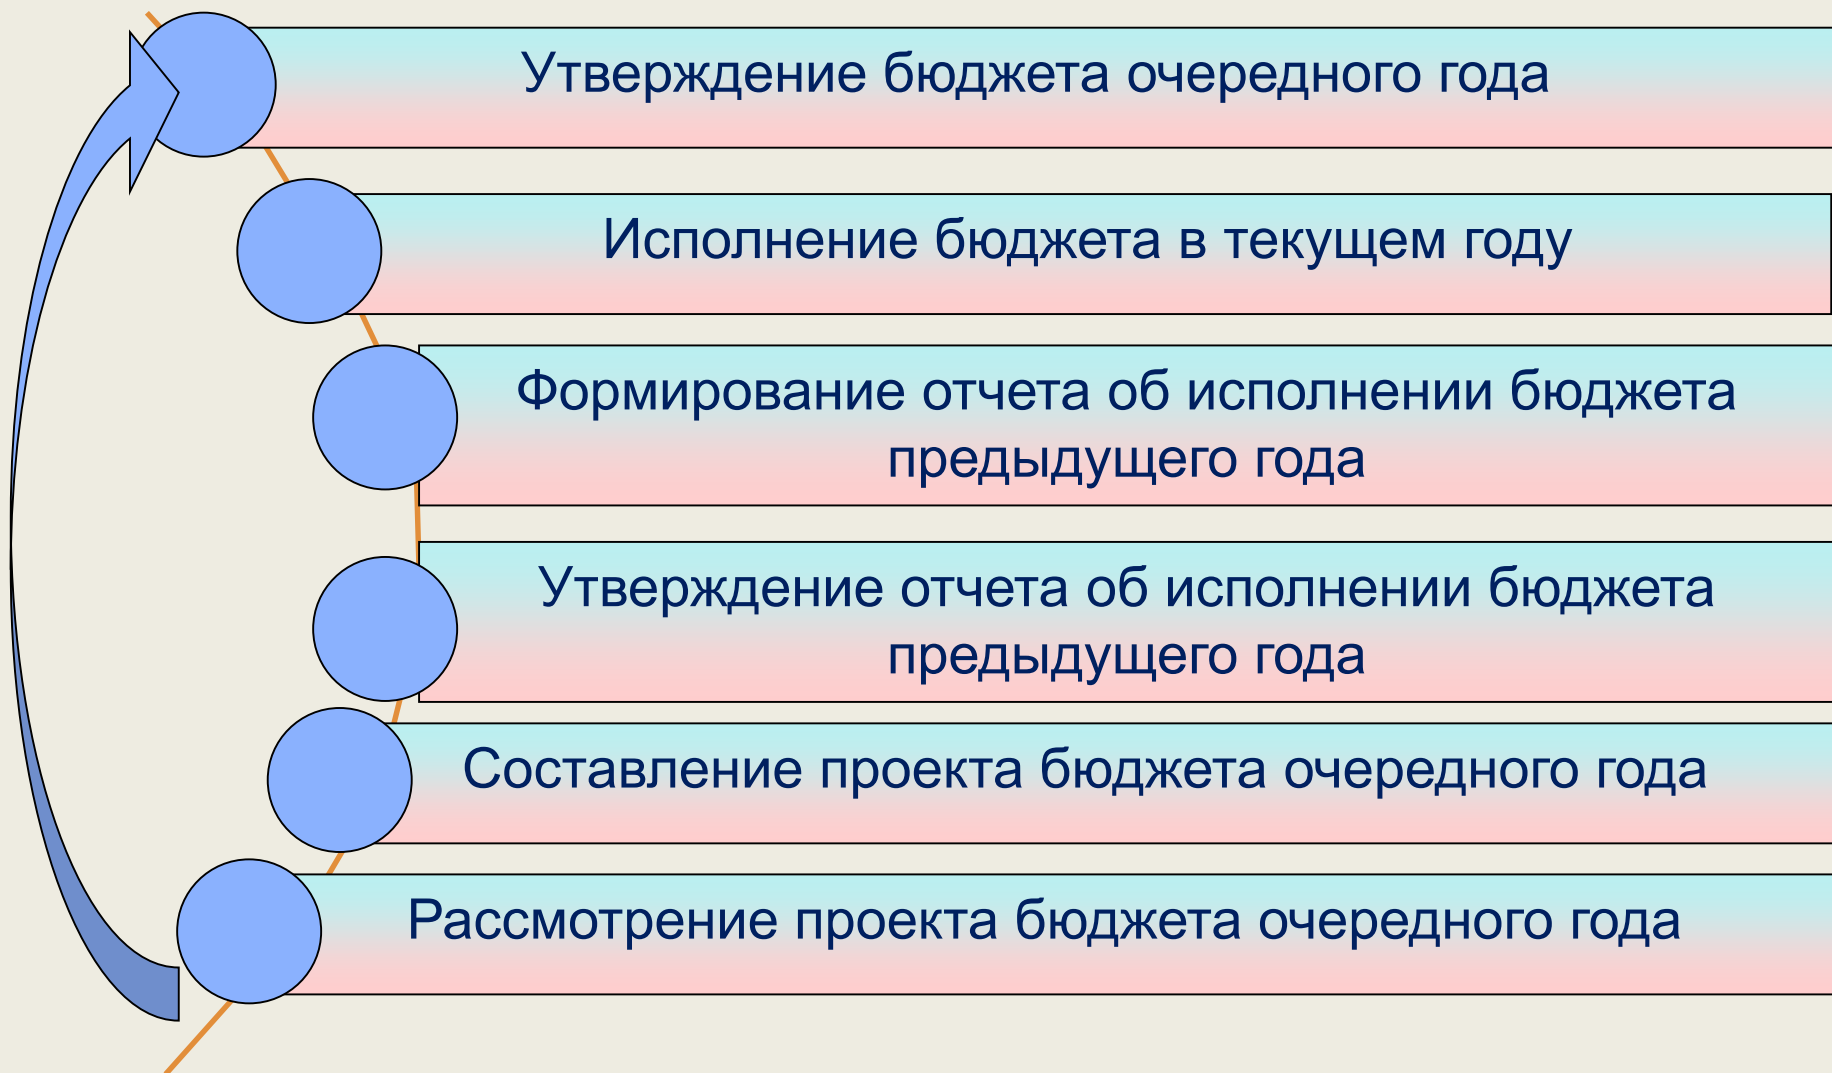 Утверждение бюджета очередного года
Исполнение бюджета в текущем году
Формирование отчета об исполнении бюджета
предыдущего года
Утверждение отчета об исполнении бюджета
предыдущего года
Составление проекта бюджета очередного года
Рассмотрение проекта бюджета очередного года